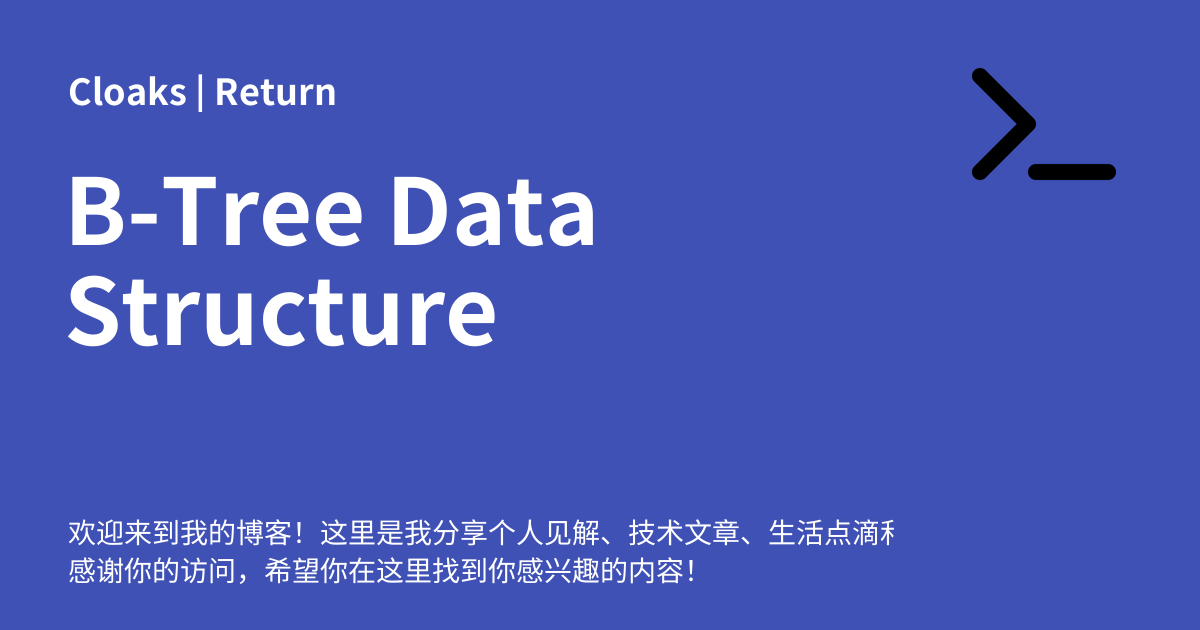 Cloaks | Return
B-Tree Data
Structure
欢迎来到我的博客！这里是我分享个人见解、技术文章、生活点滴
感谢你的访问，希望你在这里找到你感兴趣的内容！